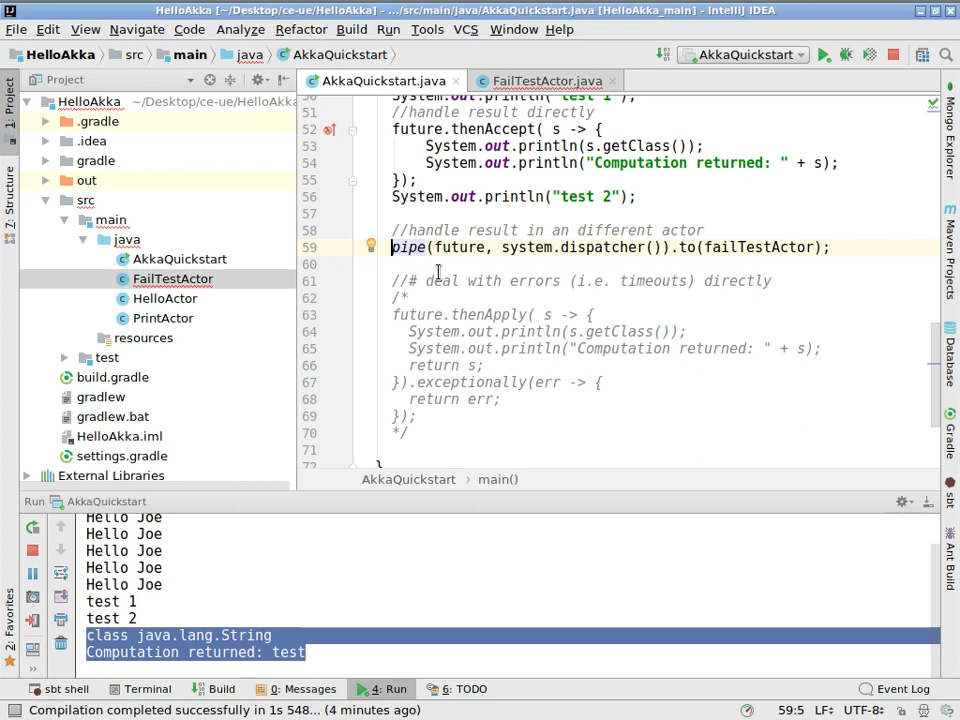 HelloAkka [~/Desktop/ce-ue/HelloAkka] - .../src/main/java/AkkaQuickstart.java [HelloAkka_main] - IntelliJ IDEA
File Edit View Navigate Code Analyze Refactor Build Run Tools VCS Window Help
HelloAkka src main java AkkaQuickstart AkkaQuickstart
Project AkkaQuickstart.java × FailTestActor.java ×
HelloAkka ~/Desktop/ce-ue/HelloAkka
.gradle
.idea
gradle
out
src
main
java
AkkaQuickstart
FailTestActor
HelloActor
PrintActor
resources
test
build.gradle
gradlew
gradlew.bat
HelloAkka.iml
settings.gradle
External Libraries
50 System.out.println("test 1");
51 //handle result directly
52 future.thenAccept( s -> {
53 System.out.println(s.getClass());
54 System.out.println("Computation returned: " + s);
55 });
56 System.out.println("test 2");
57
58 //handle result in an different actor
59 pipe(future, system.dispatcher()).to(failTestActor);
60
61 //# deal with errors (i.e. timeouts) directly
62 /*
63 future.thenApply( s -> {
64 System.out.println(s.getClass());
65 System.out.println("Computation returned: " + s);
66 return s;
67 }).exceptionally(err -> {
68 return err;
69 });
70 */
71
72 }
AkkaQuickstart › main()
1: Project
7: Structure
2: Favorites
Mongo Explorer
Maven Projects
Database
Gradle
sbt
Ant Build
Run AkkaQuickstart
Hello Joe
Hello Joe
Hello Joe
Hello Joe
Hello Joe
test 1
test 2
class java.lang.String
Computation returned: test
sbt shell Terminal Build 0: Messages 4: Run 6: TODO Event Log
Compilation completed successfully in 1s 548... (4 minutes ago) 59:5 LF÷ UTF-8÷